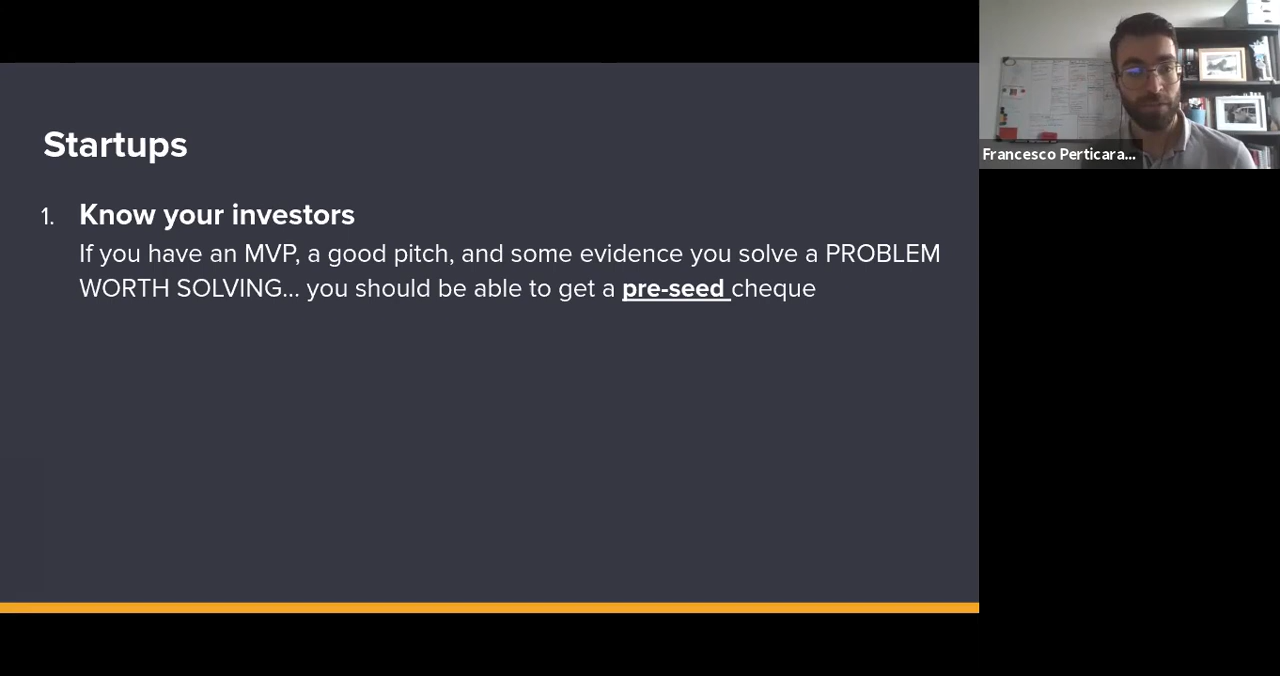 Startups
1. Know your investors
If you have an MVP, a good pitch, and some evidence you solve a PROBLEM
WORTH SOLVING... you should be able to get a pre-seed cheque
Francesco Perticara...